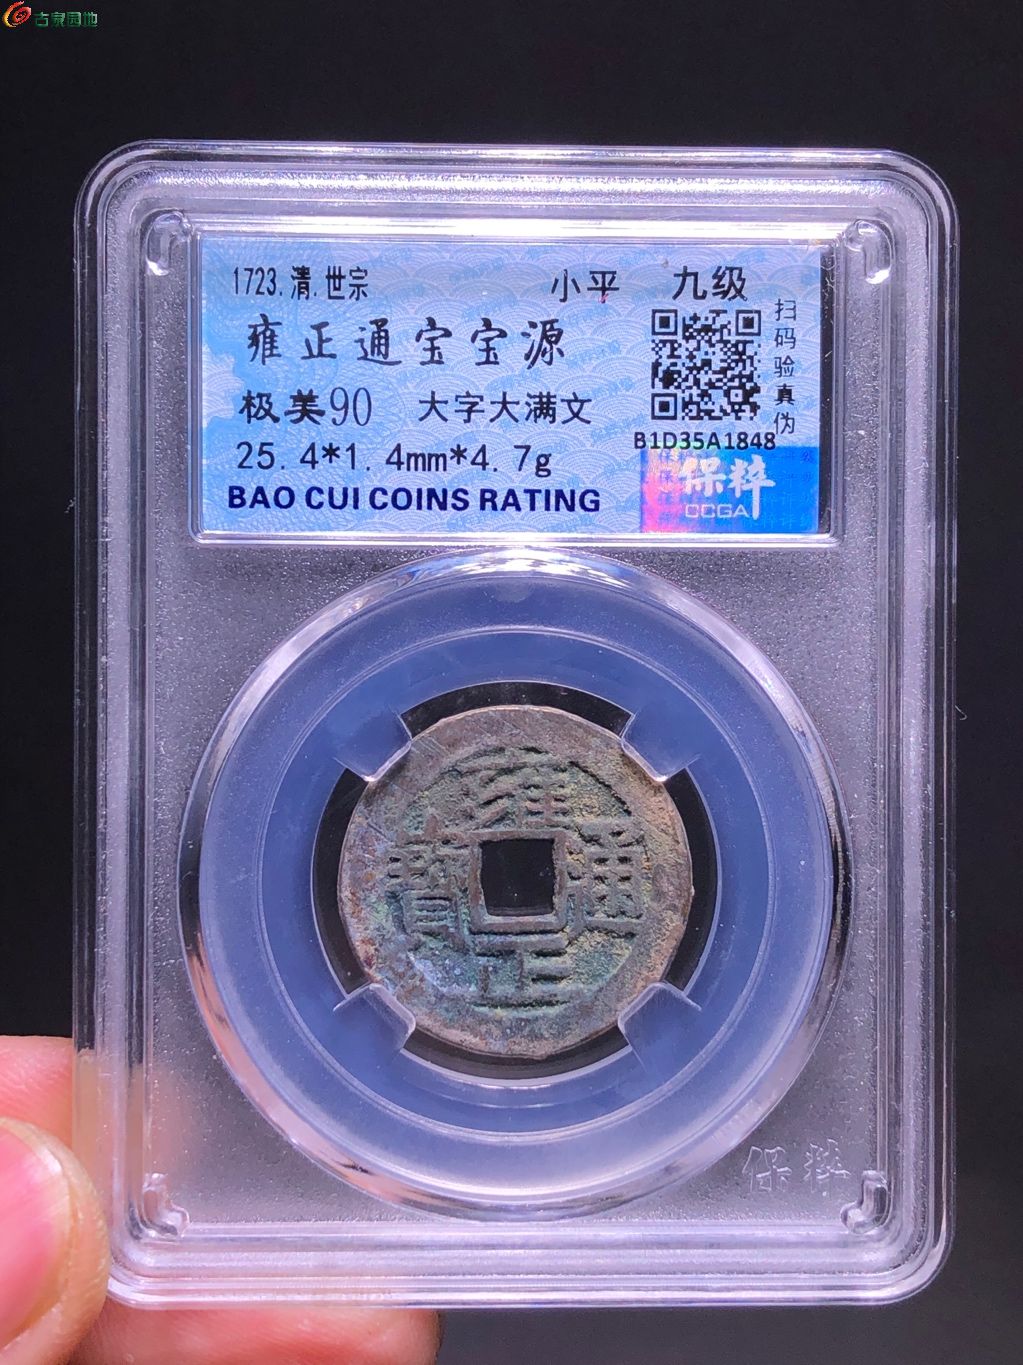 古泉园地
1723.清.世宗 小平 九级
雍正通宝宝源
极美90 大字大满文
25.4*1.4mm*4.7g
BAO CUI COINS RATING
扫码验真伪
B1D35A1848
保粹
CCGA
雍正通寳
保粹